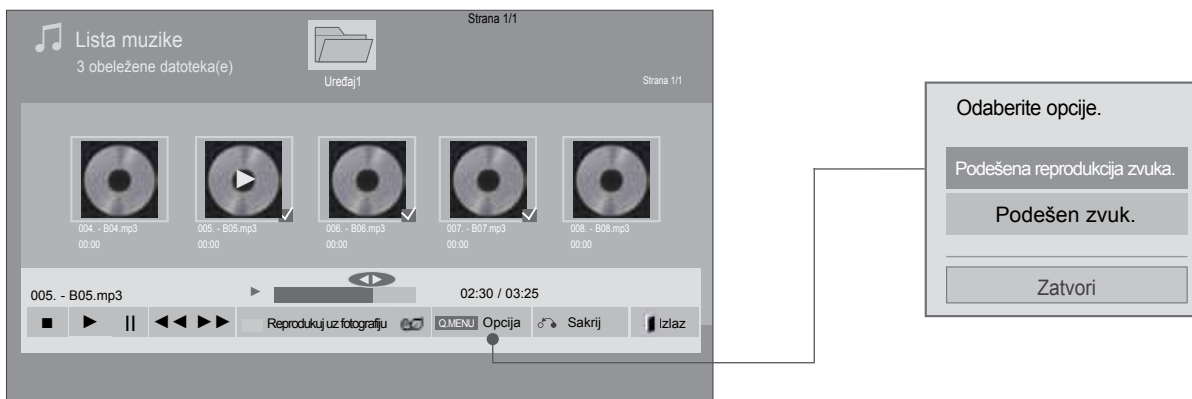 Strana 1/1
Lista muzike
3 obeležene datoteka(e)
Uređaj1
Strana 1/1
004. - B04.mp3
00:00
005. - B05.mp3
00:00
006. - B06.mp3
00:00
007. - B07.mp3
00:00
008. - B08.mp3
00:00
005. - B05.mp3
02:30 / 03:25
Reprodukuj uz fotografiju
Q.MENU Opcija
Sakrij
Izlaz
Odaberite opcije.
Podešena reprodukcija zvuka.
Podešen zvuk.
Zatvori